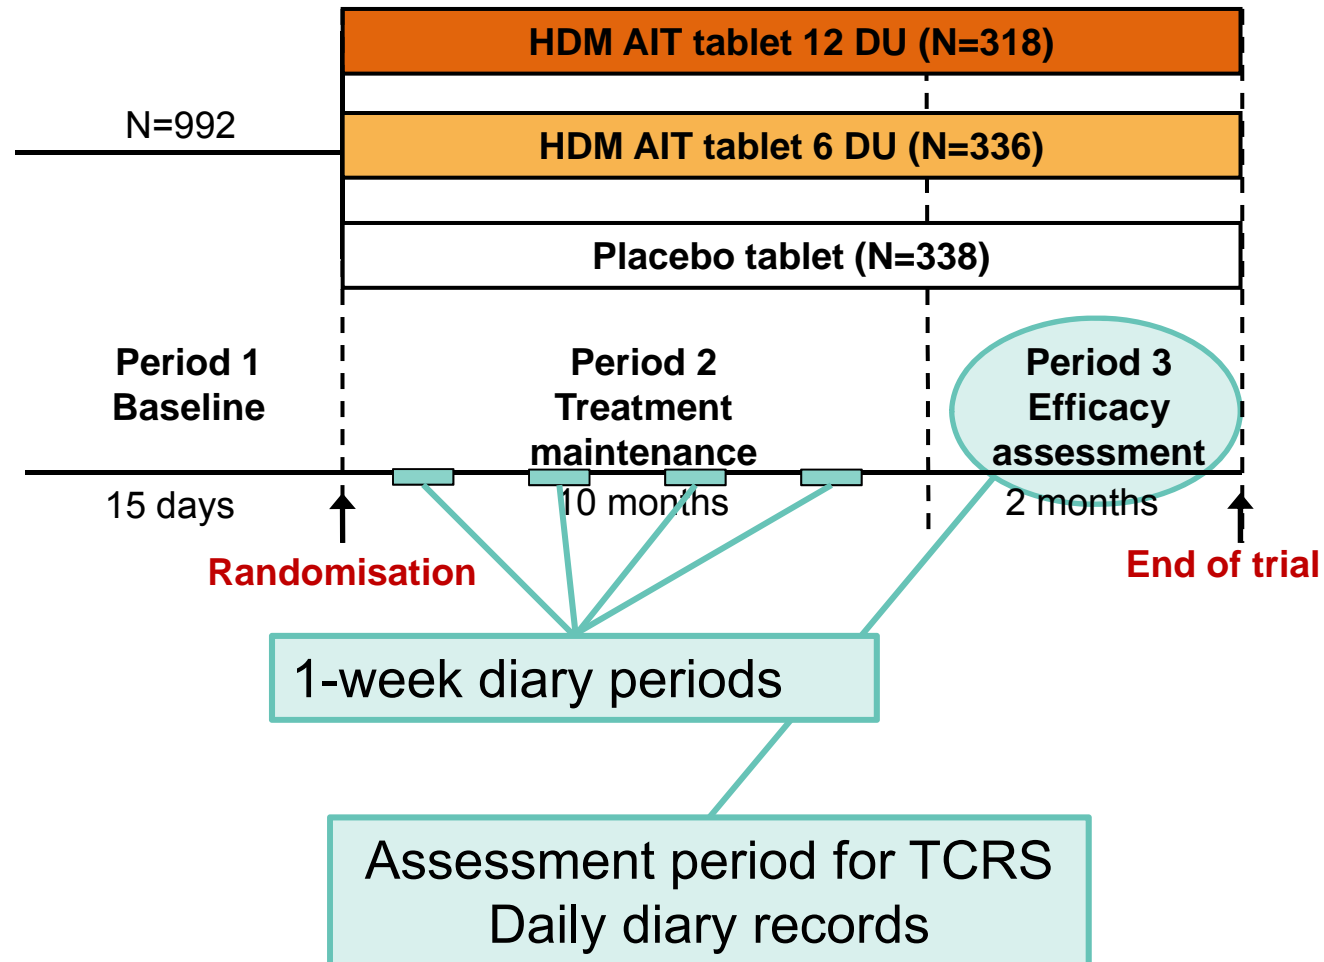 HDM AIT tablet 12 DU (N=318)
N=992
HDM AIT tablet 6 DU (N=336)
Placebo tablet (N=338)
Period 1
Baseline
Period 2
Treatment
maintenance
Period 3
Efficacy
assessment
15 days
10 months
2 months
Randomisation
End of trial
1-week diary periods
Assessment period for TCRS
Daily diary records